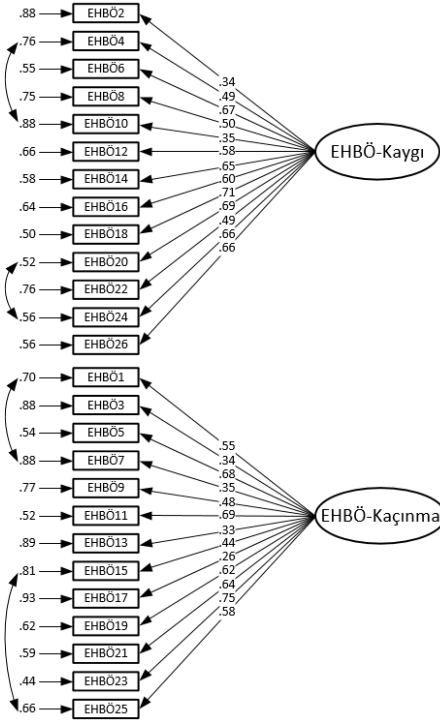 .88 EHBÖ2
.76 EHBÖ4
.55 EHBÖ6
.75 EHBÖ8
.88 EHBÖ10
.66 EHBÖ12
.58 EHBÖ14
.64 EHBÖ16
.50 EHBÖ18
.52 EHBÖ20
.76 EHBÖ22
.56 EHBÖ24
.56 EHBÖ26
.34
.49
.67
.50
.35
.58
.65
.60
.71
.69
.49
.66
.66
EHBÖ-Kaygı
.70 EHBÖ1
.88 EHBÖ3
.54 EHBÖ5
.88 EHBÖ7
.77 EHBÖ9
.52 EHBÖ11
.89 EHBÖ13
.81 EHBÖ15
.93 EHBÖ17
.62 EHBÖ19
.59 EHBÖ21
.44 EHBÖ23
.66 EHBÖ25
.55
.34
.68
.35
.48
.69
.33
.44
.26
.62
.64
.75
.58
EHBÖ-Kaçınma